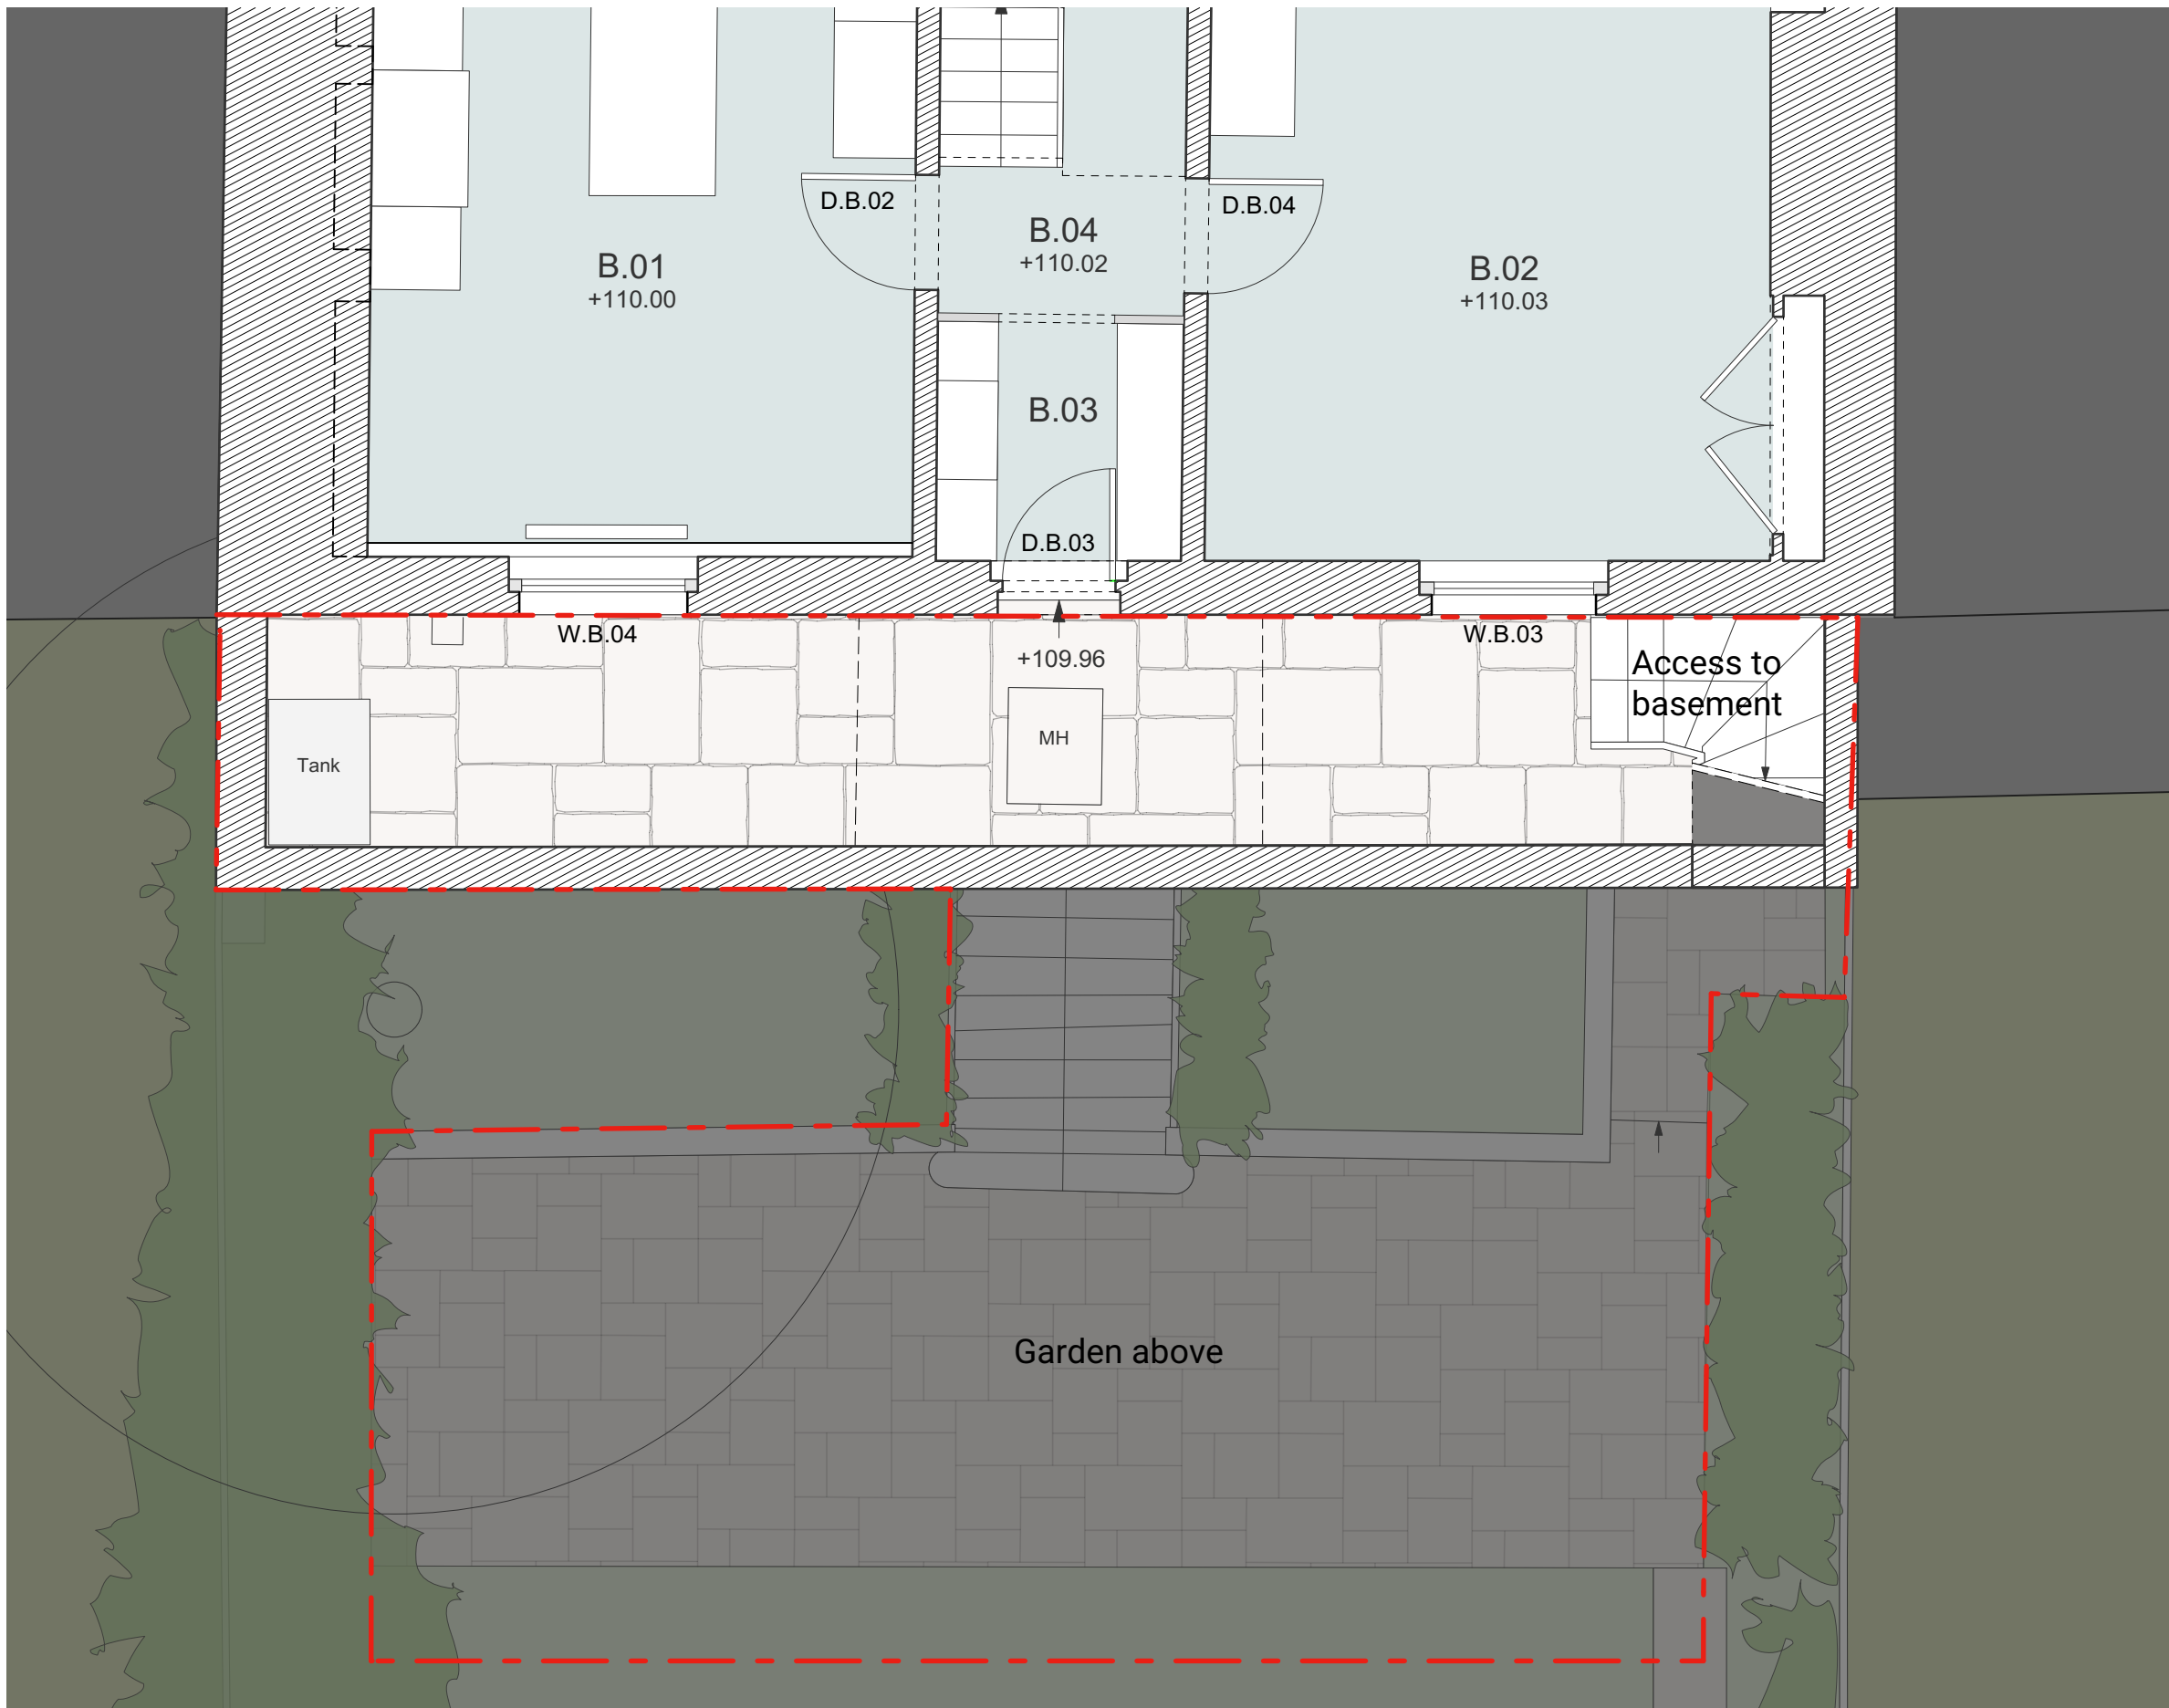 D.B.02
D.B.04
B.04
+110.02
B.01
+110.00
B.02
+110.03
B.03
D.B.03
W.B.04
W.B.03
+109.96
Access to
basement
MH
Tank
Garden above